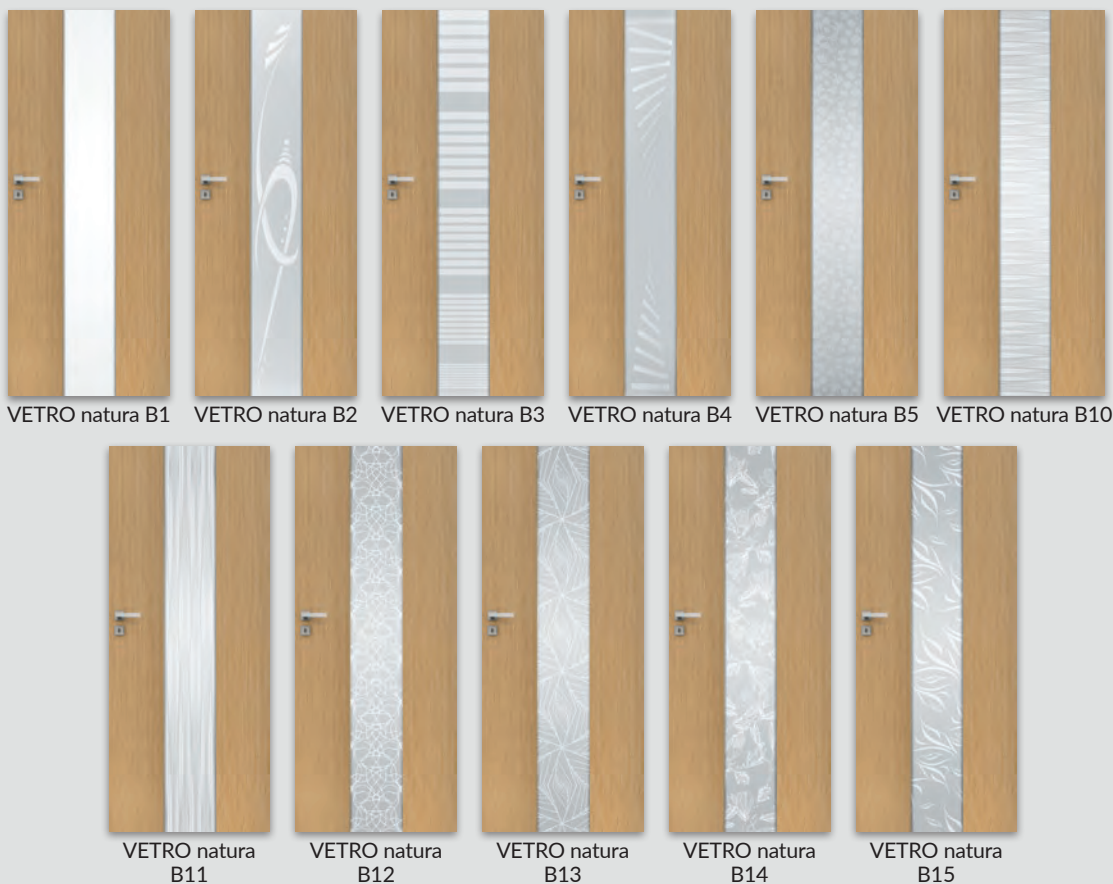 VETRO natura B1 VETRO natura B2 VETRO natura B3 VETRO natura B4 VETRO natura B5 VETRO natura B10
VETRO natura
B11
VETRO natura
B12
VETRO natura
B13
VETRO natura
B14
VETRO natura
B15